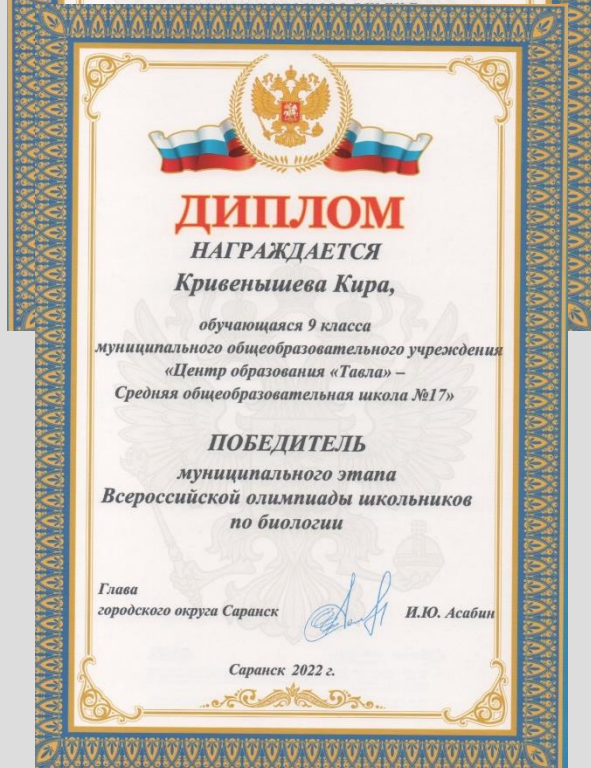 ДИПЛОМ
НАГРАЖДАЕТСЯ
Кривенышева Кира,
обучающаяся 9 класса
муниципального общеобразовательного учреждения
«Центр образования «Тавла» –
Средняя общеобразовательная школа №17»
ПОБЕДИТЕЛЬ
муниципального этапа
Всероссийской олимпиады школьников
по биологии
Глава
городского округа Саранск И.Ю. Асабин
Саранск 2022 г.